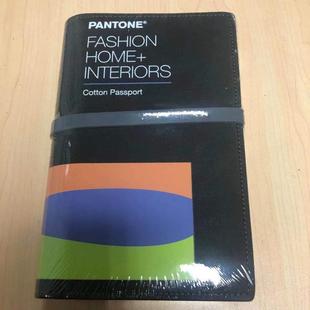 PANTONE®
FASHION
HOME+
INTERIORS
Cotton Passport